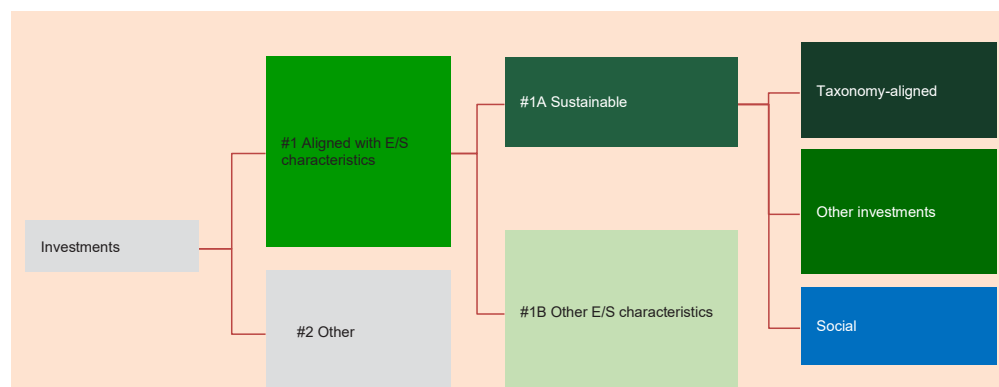 Investments
#1 Aligned with E/S
characteristics
#2 Other
#1A Sustainable
#1B Other E/S characteristics
Taxonomy-aligned
Other investments
Social